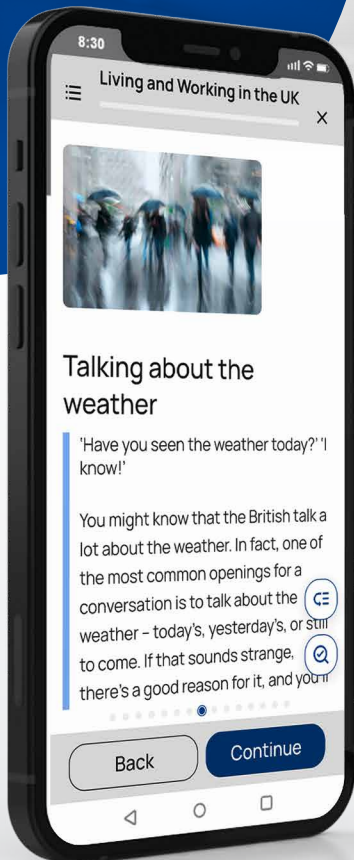 8:30
Living and Working in the UK
Talking about the
weather
'Have you seen the weather today?' 'I
know!'
You might know that the British talk a
lot about the weather. In fact, one of
the most common openings for a
conversation is to talk about the
weather – today's, yesterday's, or still
to come. If that sounds strange,
there's a good reason for it, and you'll
Back
Continue